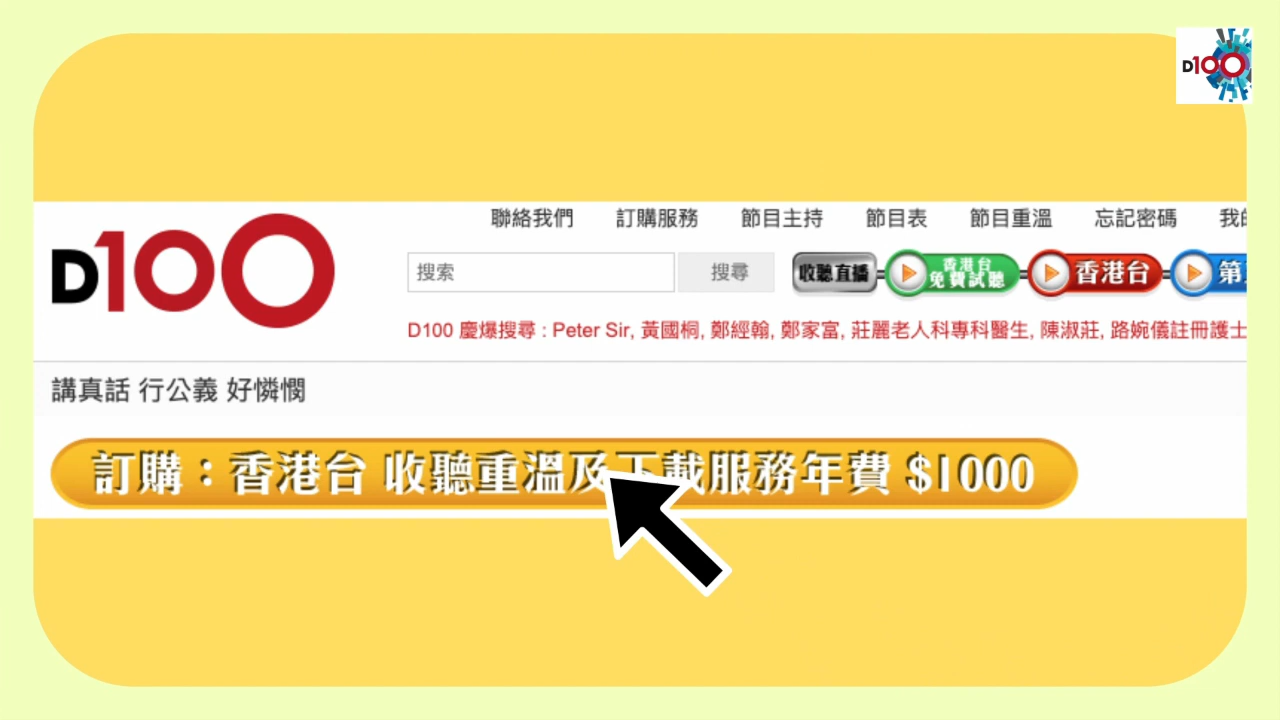 D100
D100
聯絡我們 訂購服務 節目主持 節目表 節目重溫 忘記密碼 我的
搜索 搜尋 收聽直播 香港台 免費試聽 香港台 第
D100 慶爆搜尋 : Peter Sir, 黃國桐, 鄭經翰, 鄭家富, 莊麗老人科專科醫生, 陳淑莊, 路婉儀註冊護士
講真話 行公義 好憐憫
訂購：香港台 收聽重溫及下載服務年費 $1000